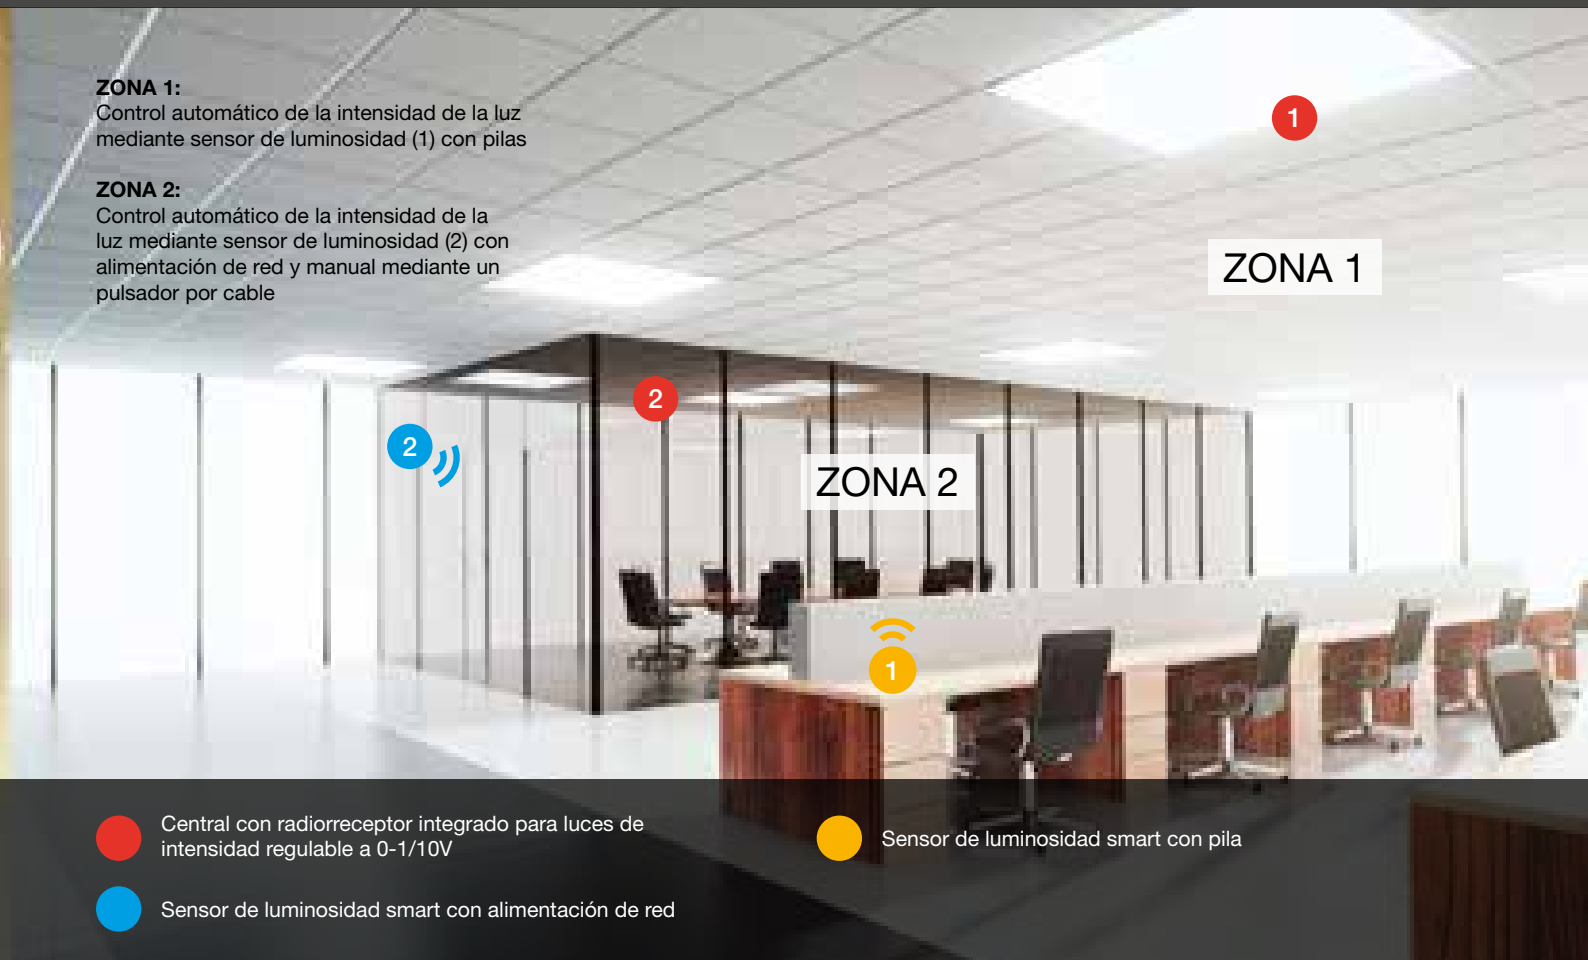 ZONA 1:
Control automático de la intensidad de la luz
mediante sensor de luminosidad (1) con pilas
ZONA 2:
Control automático de la intensidad de la
luz mediante sensor de luminosidad (2) con
alimentación de red y manual mediante un
pulsador por cable
1
ZONA 1
2
2
ZONA 2
1
Central con radiorreceptor integrado para luces de
intensidad regulable a 0-1/10V
Sensor de luminosidad smart con pila
Sensor de luminosidad smart con alimentación de red